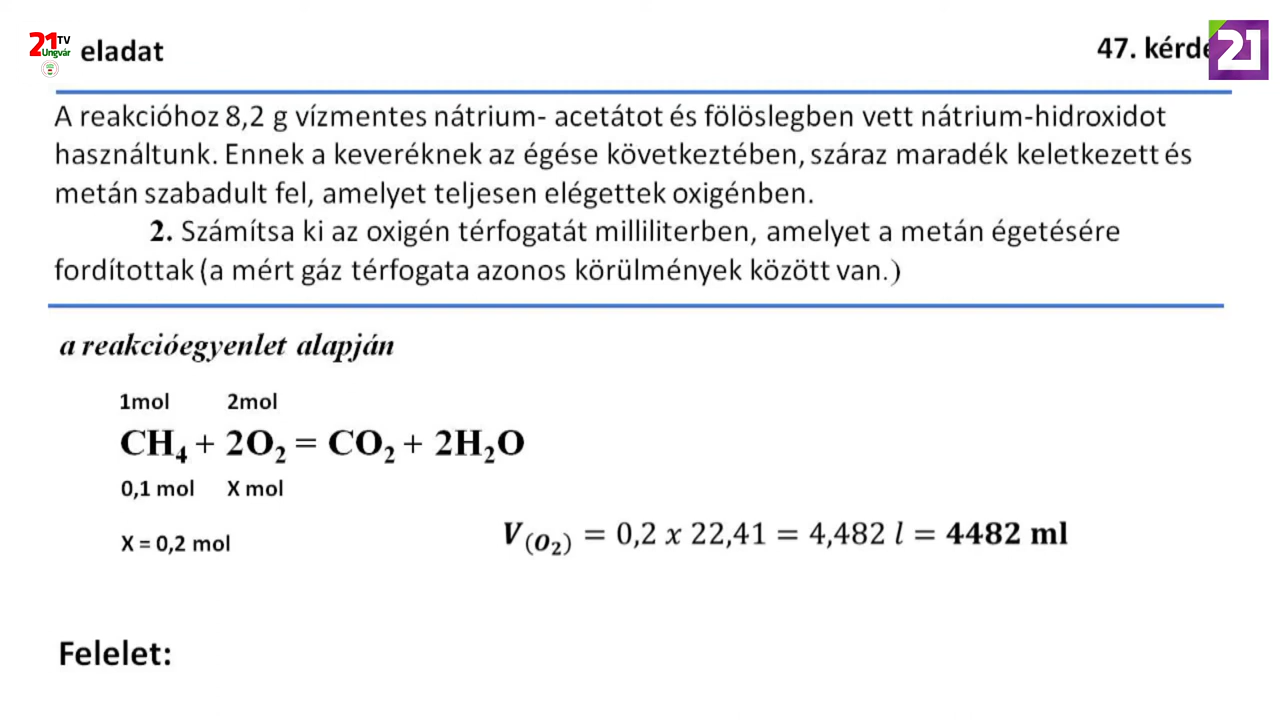 21 TV
Ungvár
eladat
47. kérdé
21
A reakcióhoz 8,2 g vízmentes nátrium- acetátot és fölöslegben vett nátrium-hidroxidot
használtunk. Ennek a keveréknek az égése következtében, száraz maradék keletkezett és
metán szabadult fel, amelyet teljesen elégettek oxigénben.
2. Számítsa ki az oxigén térfogatát milliliterben, amelyet a metán égetésére
fordítottak (a mért gáz térfogata azonos körülmények között van.)
a reakcióegyenlet alapján
1mol 2mol
CH₄ + 2O₂ = CO₂ + 2H₂O
0,1 mol X mol
X = 0,2 mol
V(O₂) = 0,2 x 22,41 = 4,482 l = 4482 ml
Felelet: